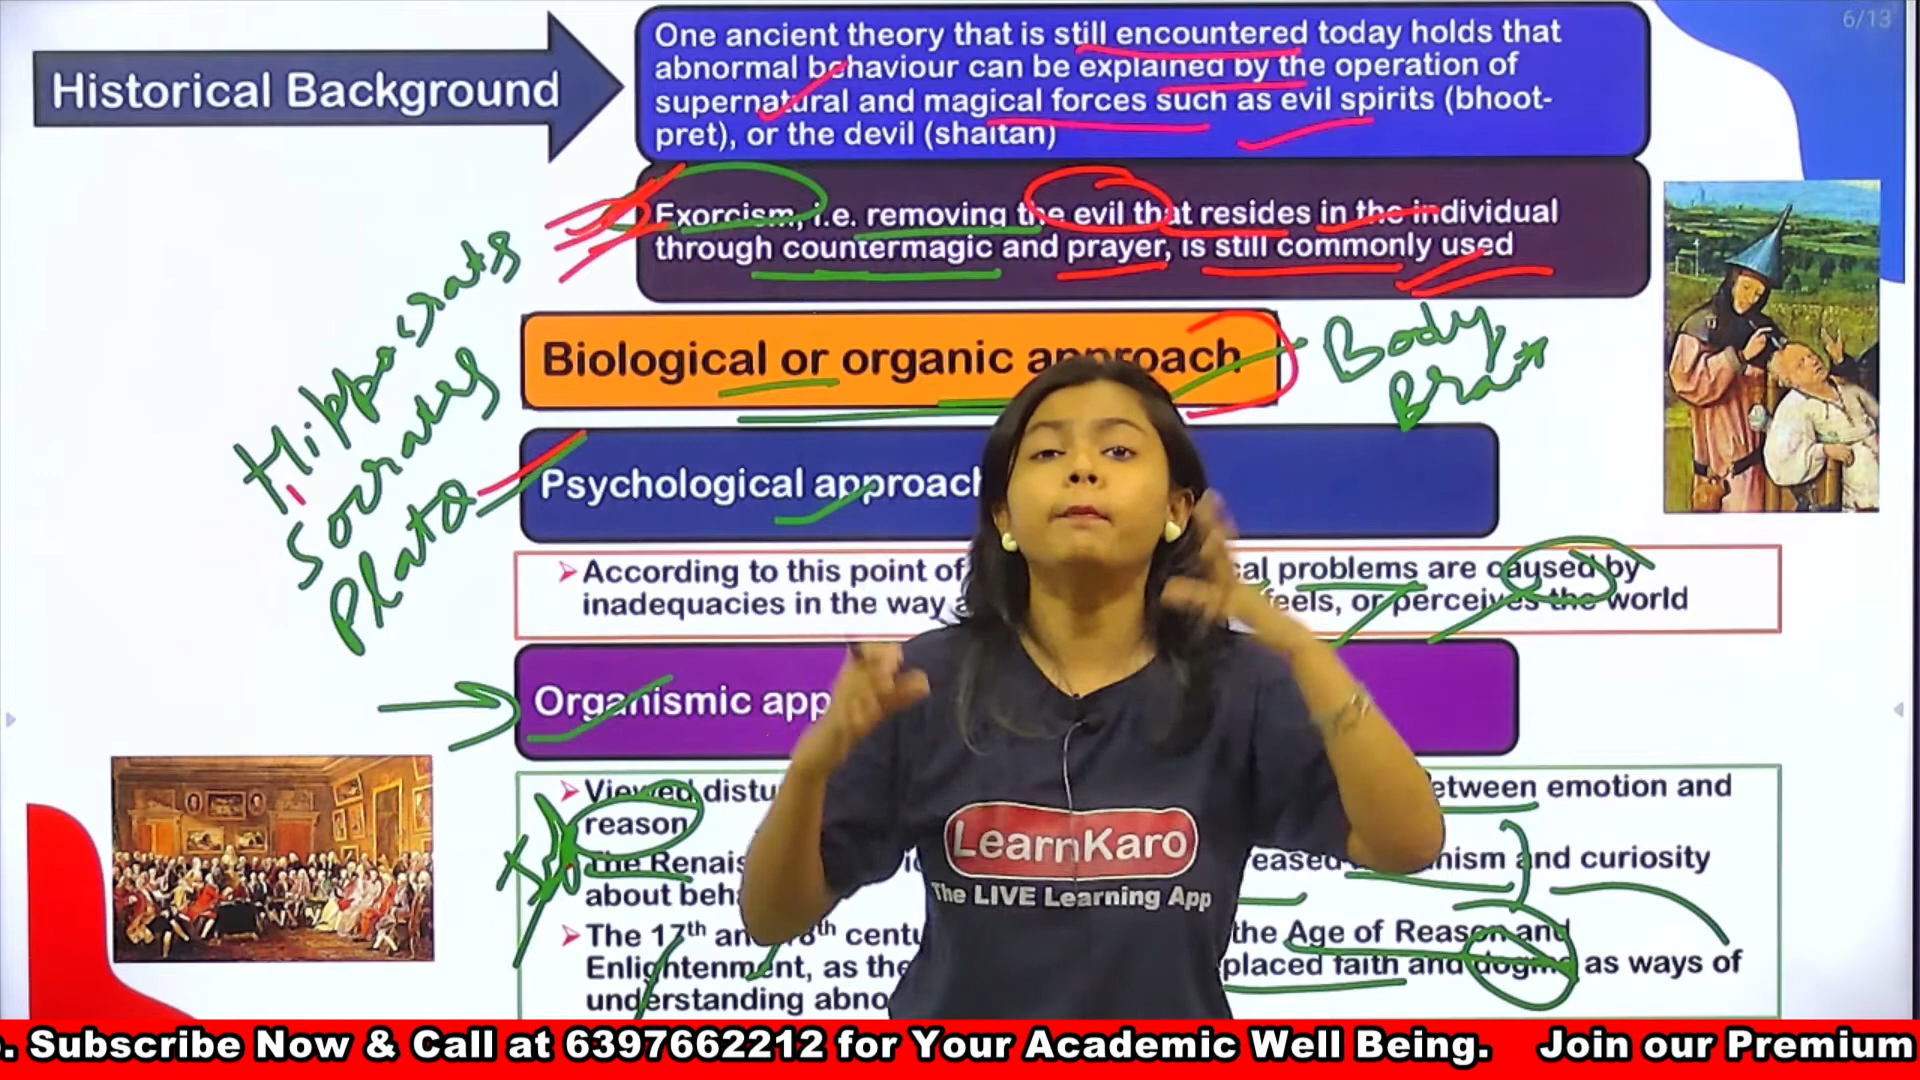 6/13
Historical Background
One ancient theory that is still encountered today holds that
abnormal behaviour can be explained by the operation of
supernatural and magical forces such as evil spirits (bhoot-
pret), or the devil (shaitan)
Exorcism, i.e. removing the evil that resides in the individual
through countermagic and prayer, is still commonly used
Hippocrats
Socrates
Plato
Biological or organic approach
Body,
Brain
Psychological approach
➢According to this point of
problems are caused by
inadequacies in the way
feels, or perceives the world
Organismic app
➢Viewed distu
etween emotion and
reason
The Renais
eased
nism and curiosity
about beh
➢The 17th an
8th centu
the Age of Reason and
Enlightenment, as the
placed faith and dogma as ways of
understanding abno
LearnKaro
The LIVE Learning App
. Subscribe Now & Call at 6397662212 for Your Academic Well Being. Join our Premium